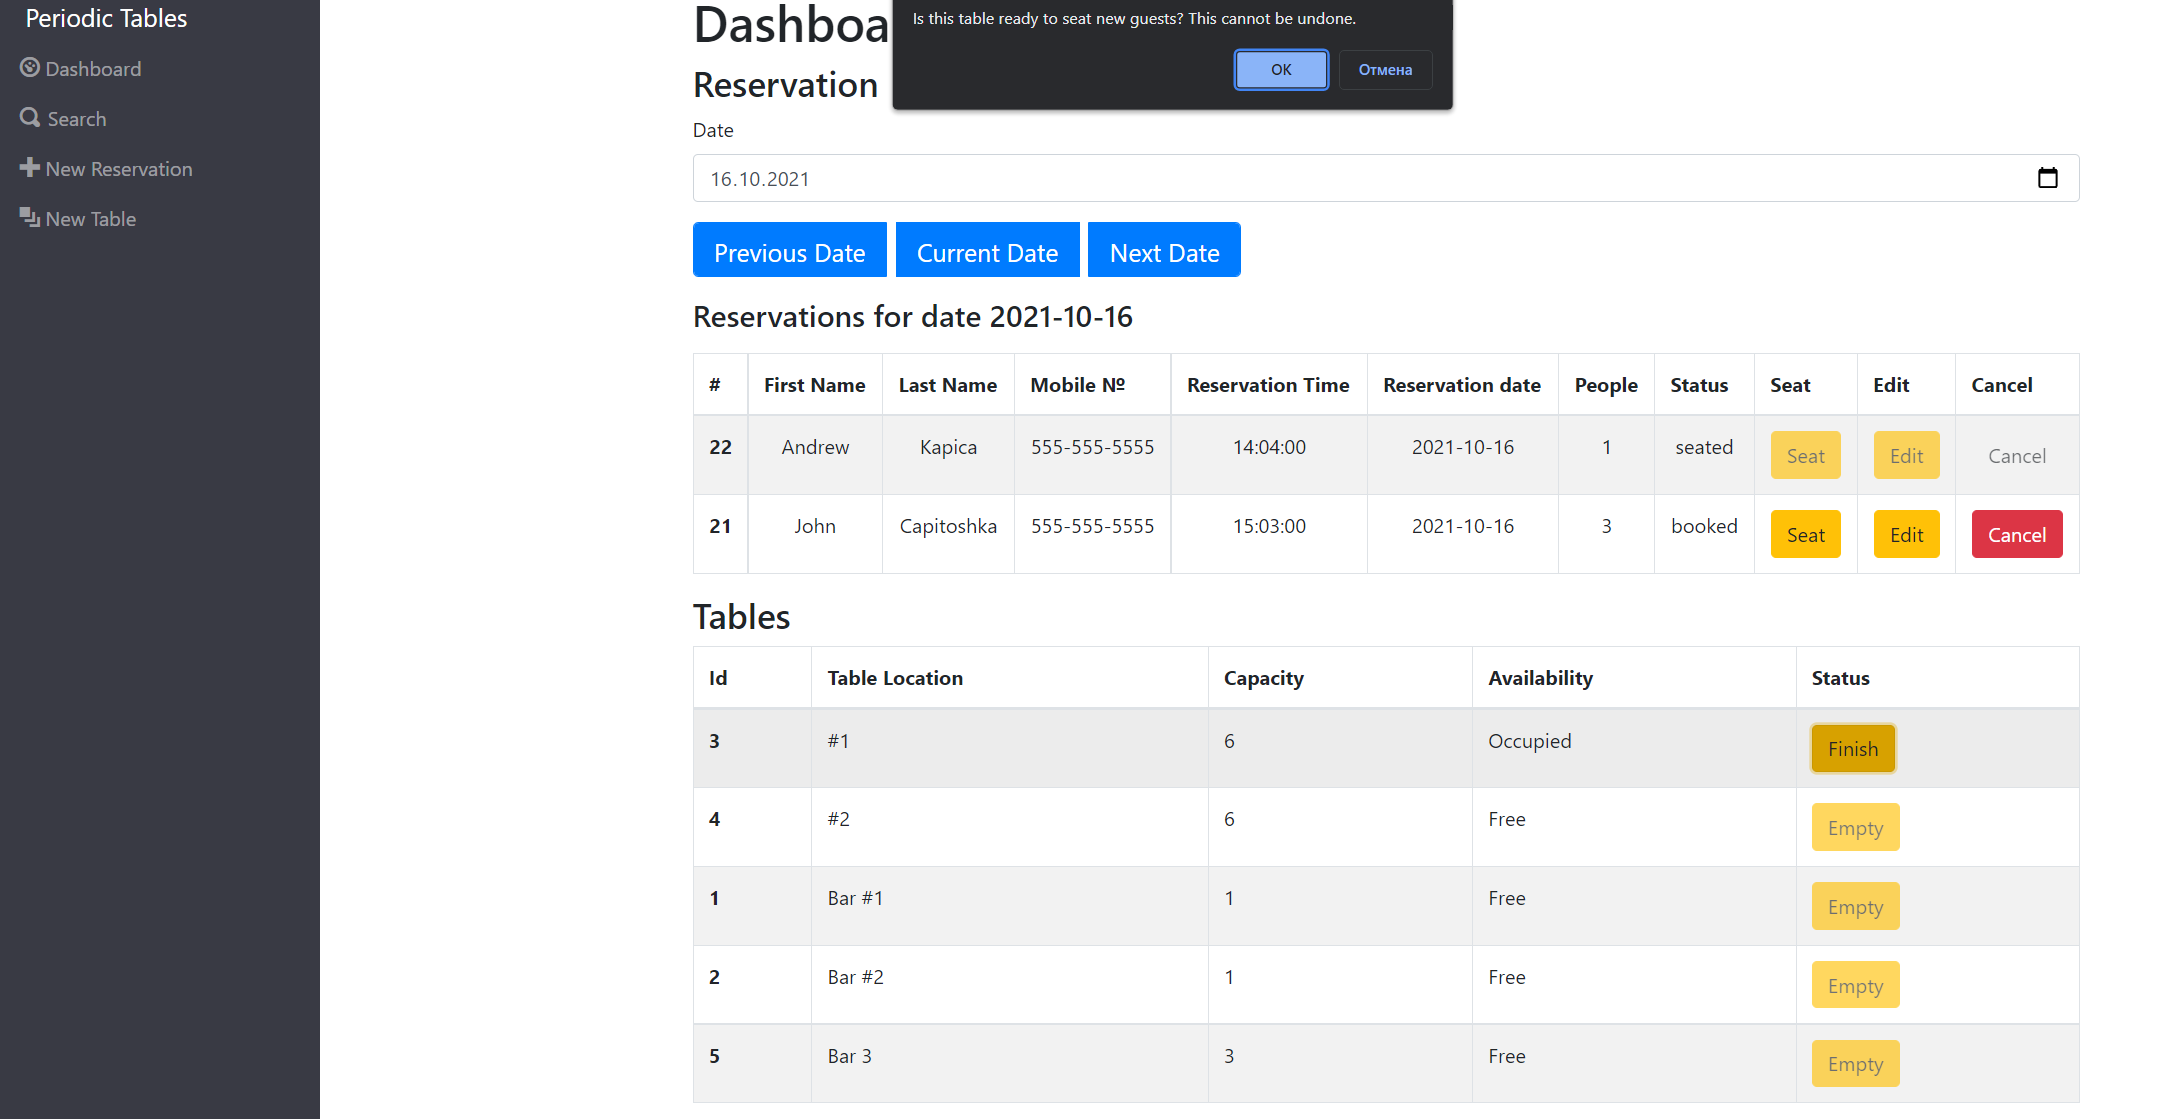 Periodic Tables
Dashboard
Search
New Reservation
New Table
Is this table ready to seat new guests? This cannot be undone.
OK Отмена
Dashboa
Reservation
Date
16.10.2021
Previous Date Current Date Next Date
Reservations for date 2021-10-16
# First Name Last Name Mobile № Reservation Time Reservation date People Status Seat Edit Cancel
22 Andrew Kapica 555-555-5555 14:04:00 2021-10-16 1 seated Seat Edit Cancel
21 John Capitoshka 555-555-5555 15:03:00 2021-10-16 3 booked Seat Edit Cancel
Tables
Id Table Location Capacity Availability Status
3 #1 6 Occupied Finish
4 #2 6 Free Empty
1 Bar #1 1 Free Empty
2 Bar #2 1 Free Empty
5 Bar 3 3 Free Empty